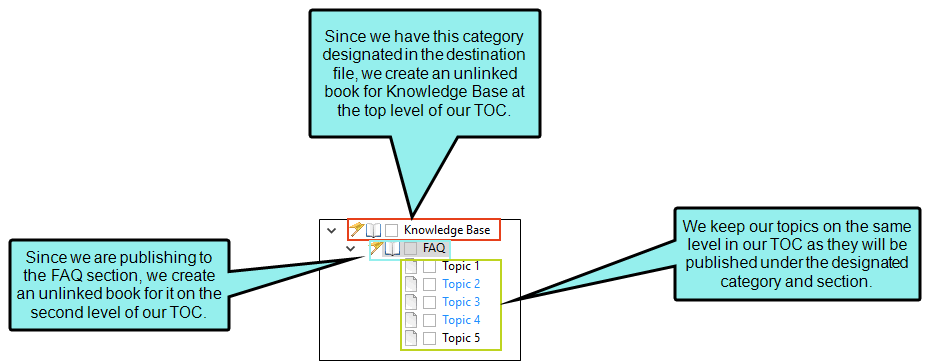 Since we have this category
designated in the destination
file, we create an unlinked
book for Knowledge Base at
the top level of our TOC.
Since we are publishing to
the FAQ section, we create
an unlinked book for it on the
second level of our TOC.
Knowledge Base
FAQ
Topic 1
Topic 2
Topic 3
Topic 4
Topic 5
We keep our topics on the same
level in our TOC as they will be
published under the designated
category and section.